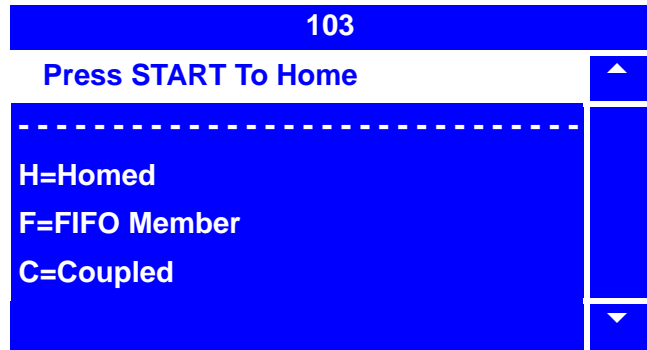 103
Press START To Home
- - - - - - - - - - - - - - - - - - - - - - - - - - - - - -
H=Homed
F=FIFO Member
C=Coupled